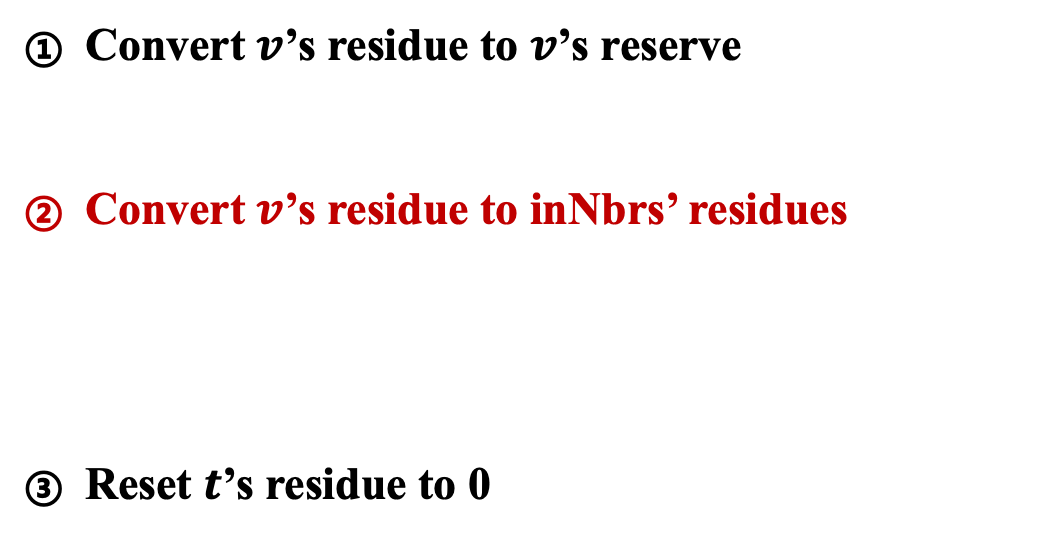 ① Convert 𝒗’s residue to 𝒗’s reserve
② Convert 𝒗’s residue to inNbrs’ residues
③ Reset 𝒕’s residue to 0